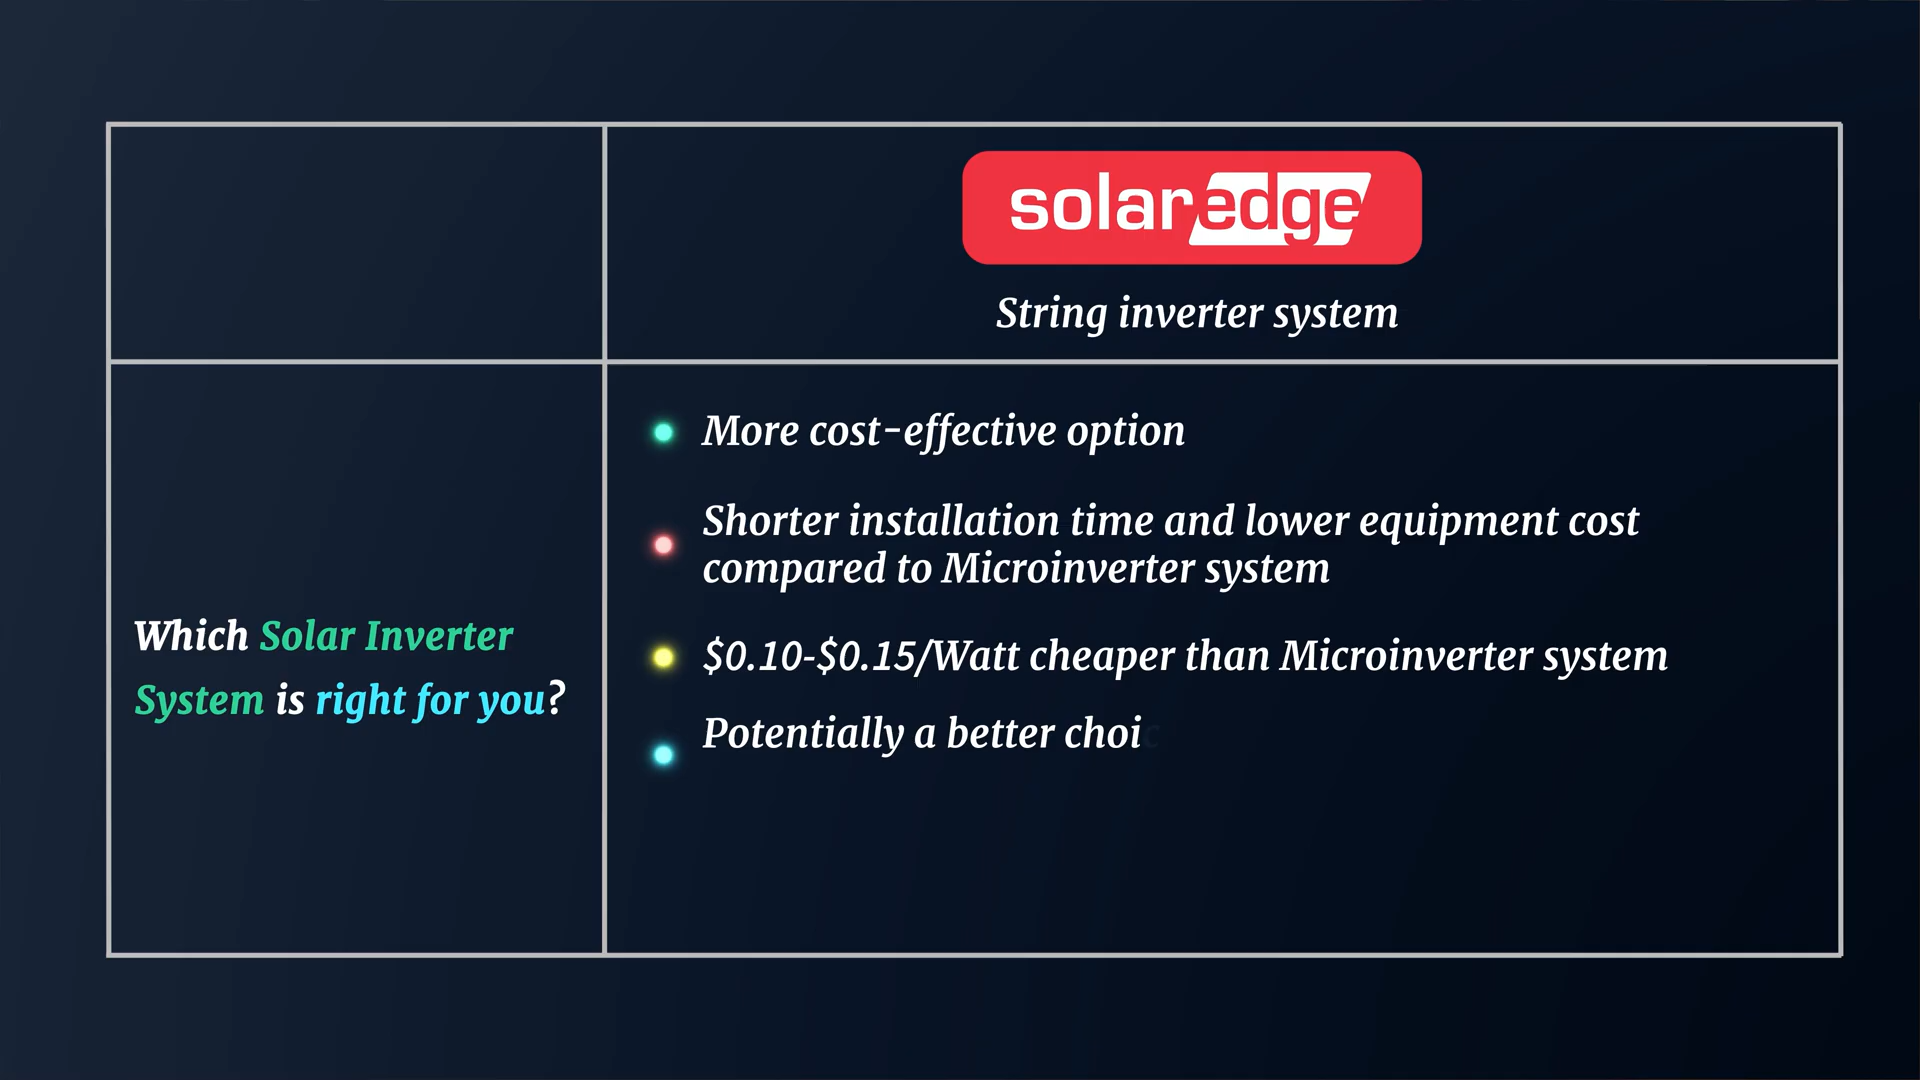 solaredge
String inverter system
More cost-effective option
Shorter installation time and lower equipment cost
compared to Microinverter system
Which Solar Inverter
System is right for you?
$0.10-$0.15/Watt cheaper than Microinverter system
Potentially a better choic